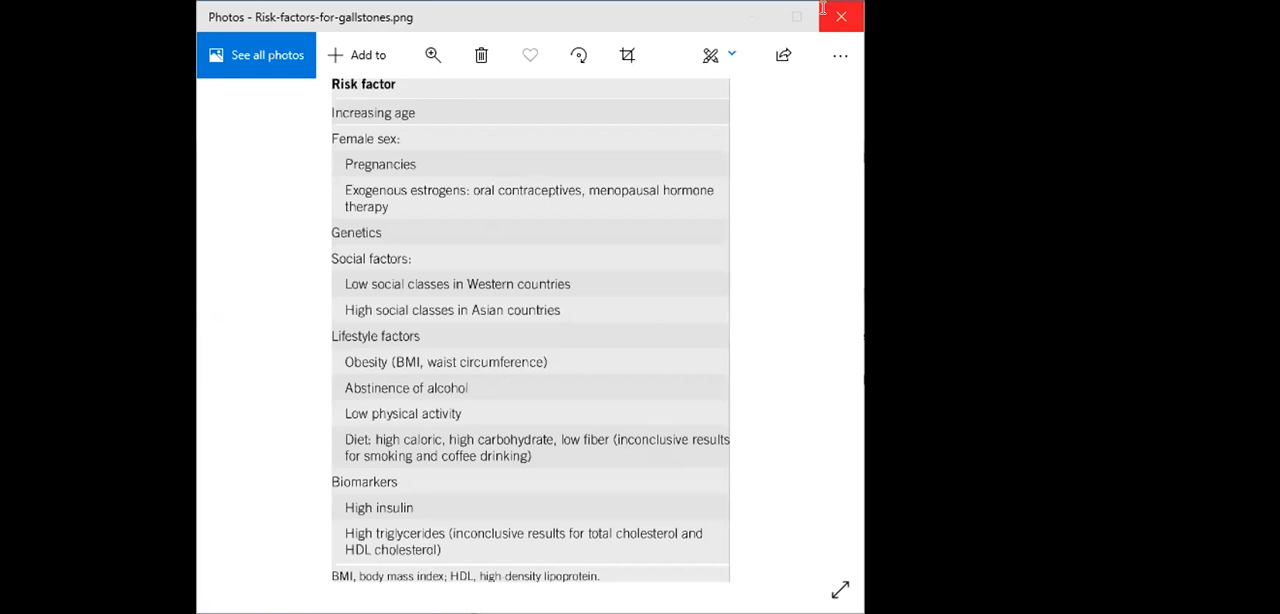 Photos - Risk-factors-for-gallstones.png
See all photos
Add to
Risk factor
Increasing age
Female sex:
Pregnancies
Exogenous estrogens: oral contraceptives, menopausal hormone
therapy
Genetics
Social factors:
Low social classes in Western countries
High social classes in Asian countries
Lifestyle factors
Obesity (BMI, waist circumference)
Abstinence of alcohol
Low physical activity
Diet: high caloric, high carbohydrate, low fiber (inconclusive results
for smoking and coffee drinking)
Biomarkers
High insulin
High triglycerides (inconclusive results for total cholesterol and
HDL cholesterol)
BMI, body mass index; HDL, high-density lipoprotein.